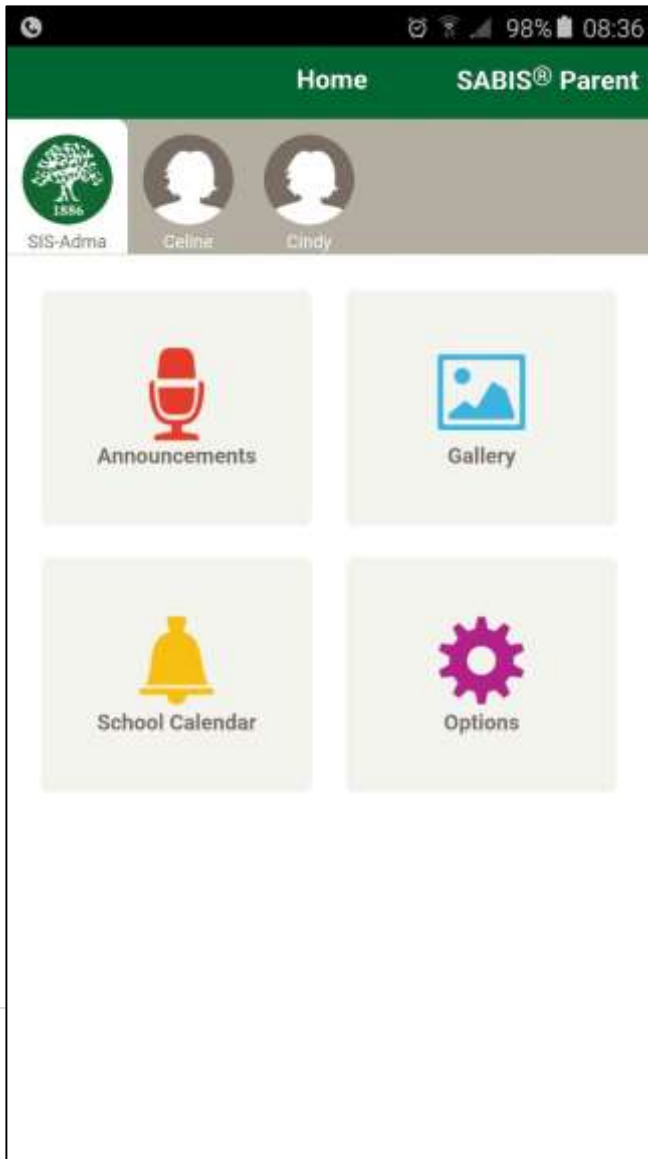 98% 08:36
Home SABIS® Parent
1886
SIS-Adma Celine Cindy
Announcements Gallery
School Calendar Options